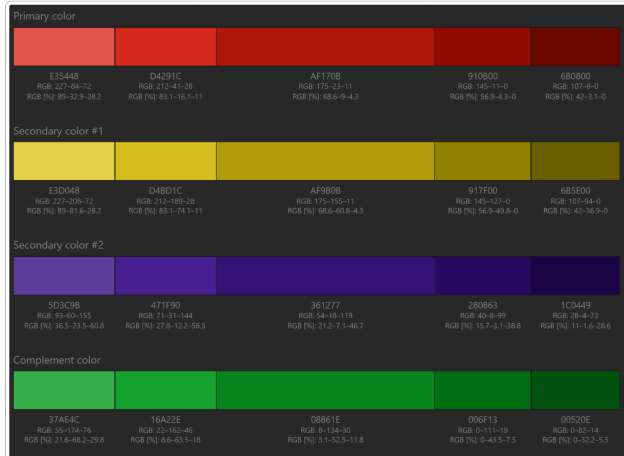 Primary color
E35448 D4291C AF170B 910B00 6B0800
RGB: 227-84-72 RGB: 212-41-28 RGB: 175-23-11 RGB: 145-11-0 RGB: 107-8-0
RGB [%]: 89-32.9-28.2 RGB [%]: 83.1-16.1-11 RGB [%]: 68.6-9-4.3 RGB [%]: 56.9-4.3-0 RGB [%]: 42-3.1-0
Secondary color #1
E3D048 D4BD1C AF9B0B 917F00 6B5E00
RGB: 227-208-72 RGB: 212-189-28 RGB: 175-155-11 RGB: 145-127-0 RGB: 107-94-0
RGB [%]: 89-81.6-28.2 RGB [%]: 83.1-74.1-11 RGB [%]: 68.6-60.8-4.3 RGB [%]: 56.9-49.8-0 RGB [%]: 42-36.9-0
Secondary color #2
5D3C9B 471F90 361277 280863 1C0449
RGB: 93-60-155 RGB: 71-31-144 RGB: 54-18-119 RGB: 40-8-99 RGB: 28-4-73
RGB [%]: 36.5-23.5-60.8 RGB [%]: 27.8-12.2-56.5 RGB [%]: 21.2-7.1-46.7 RGB [%]: 15.7-3.1-38.8 RGB [%]: 11-1.6-28.6
Complement color
37AE4C 16A22E 08861E 006F13 00520E
RGB: 55-174-76 RGB: 22-162-46 RGB: 8-134-30 RGB: 0-111-19 RGB: 0-82-14
RGB [%]: 21.6-68.2-29.8 RGB [%]: 8.6-63.5-18 RGB [%]: 3.1-52.5-11.8 RGB [%]: 0-43.5-7.5 RGB [%]: 0-32.2-5.5